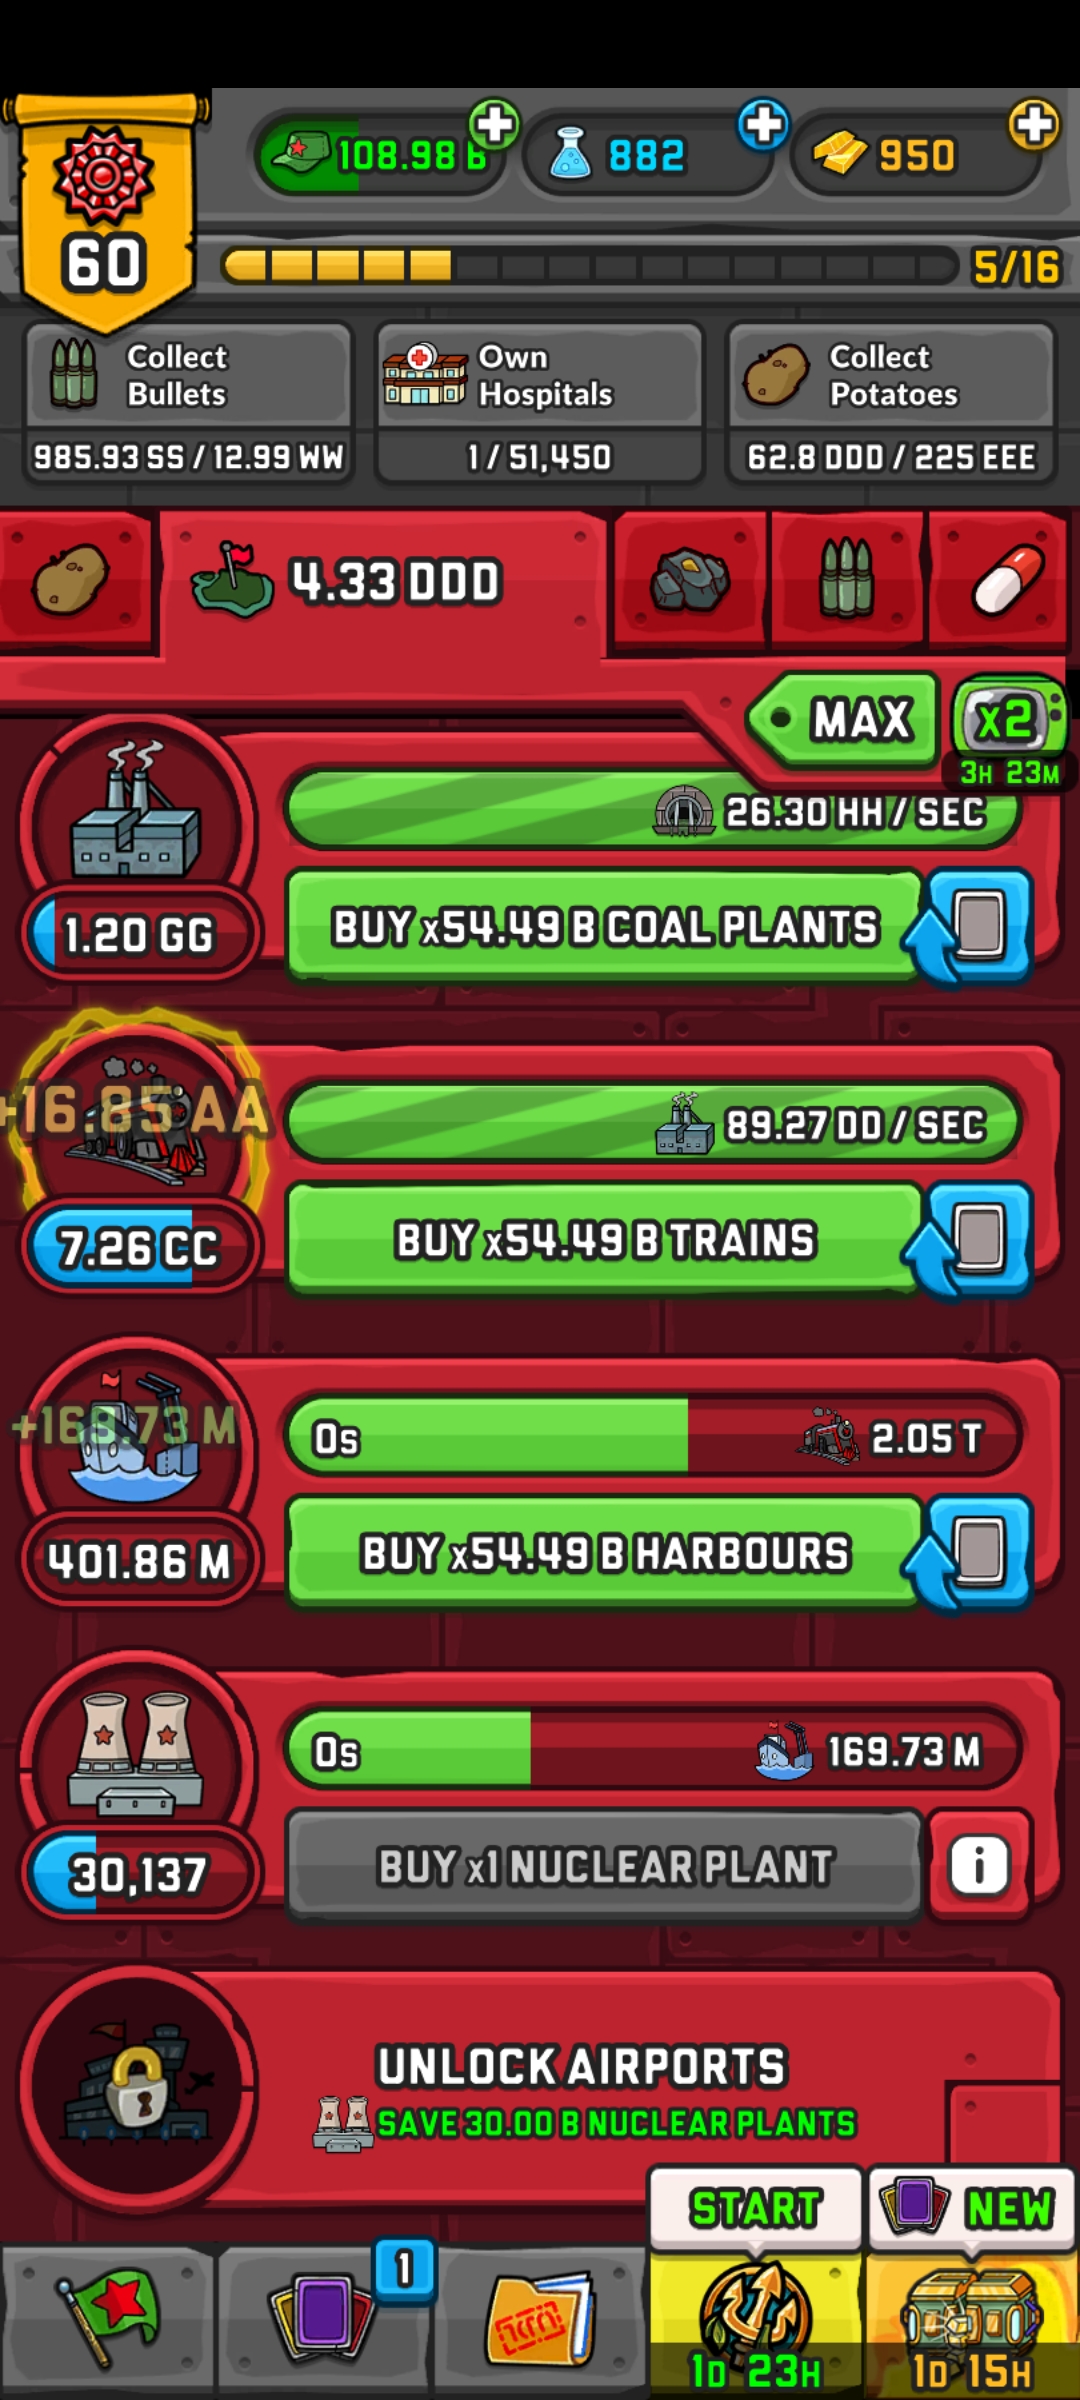 108.98 B
882
950
60
5/16
Collect
Bullets
985.93 SS / 12.99 WW
Own
Hospitals
1 / 51,450
Collect
Potatoes
62.8 DDD / 225 EEE
4.33 DDD
MAX
x2
3H 23M
26.30 HH / SEC
1.20 GG
BUY x54.49 B COAL PLANTS
+16.85 AA
89.27 DD / SEC
7.26 CC
BUY x54.49 B TRAINS
+169.73 M
0s
2.05 T
401.86 M
BUY x54.49 B HARBOURS
0s
169.73 M
30,137
BUY x1 NUCLEAR PLANT
i
UNLOCK AIRPORTS
SAVE 30.00 B NUCLEAR PLANTS
START
NEW
1
1D 23H
1D 15H